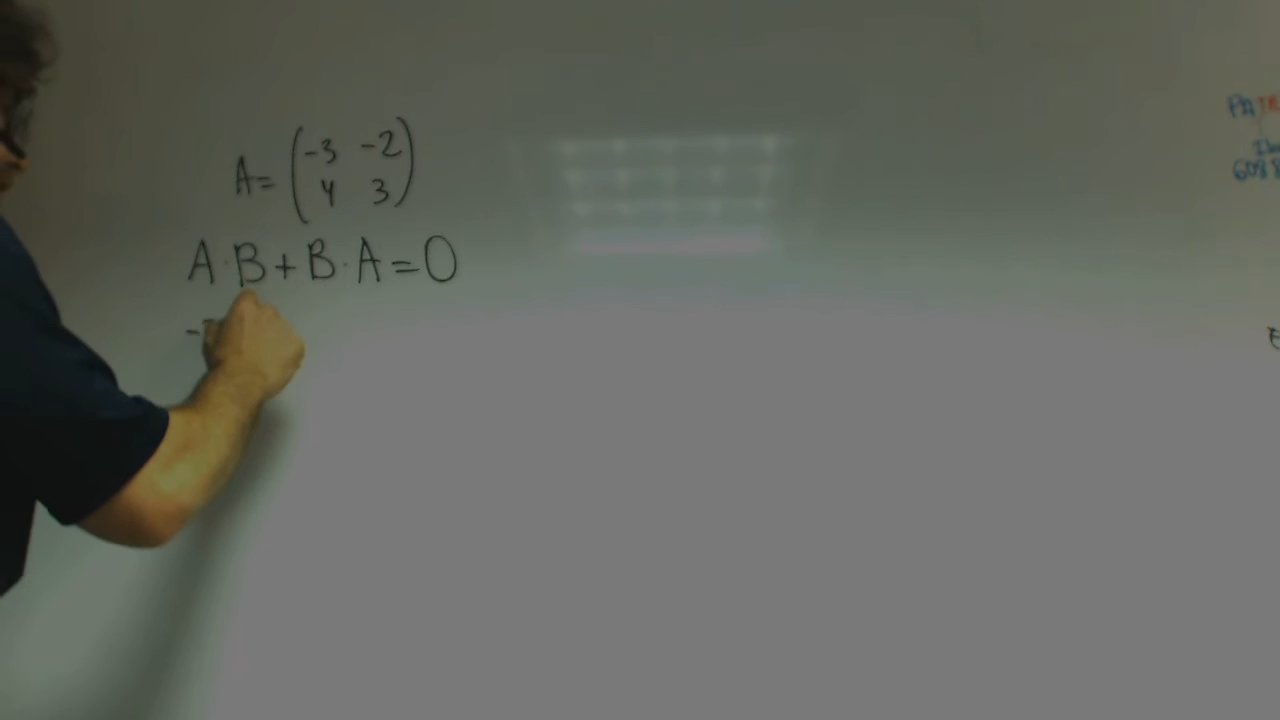 A = (-3 -2
4 3)
A·B + B·A = 0